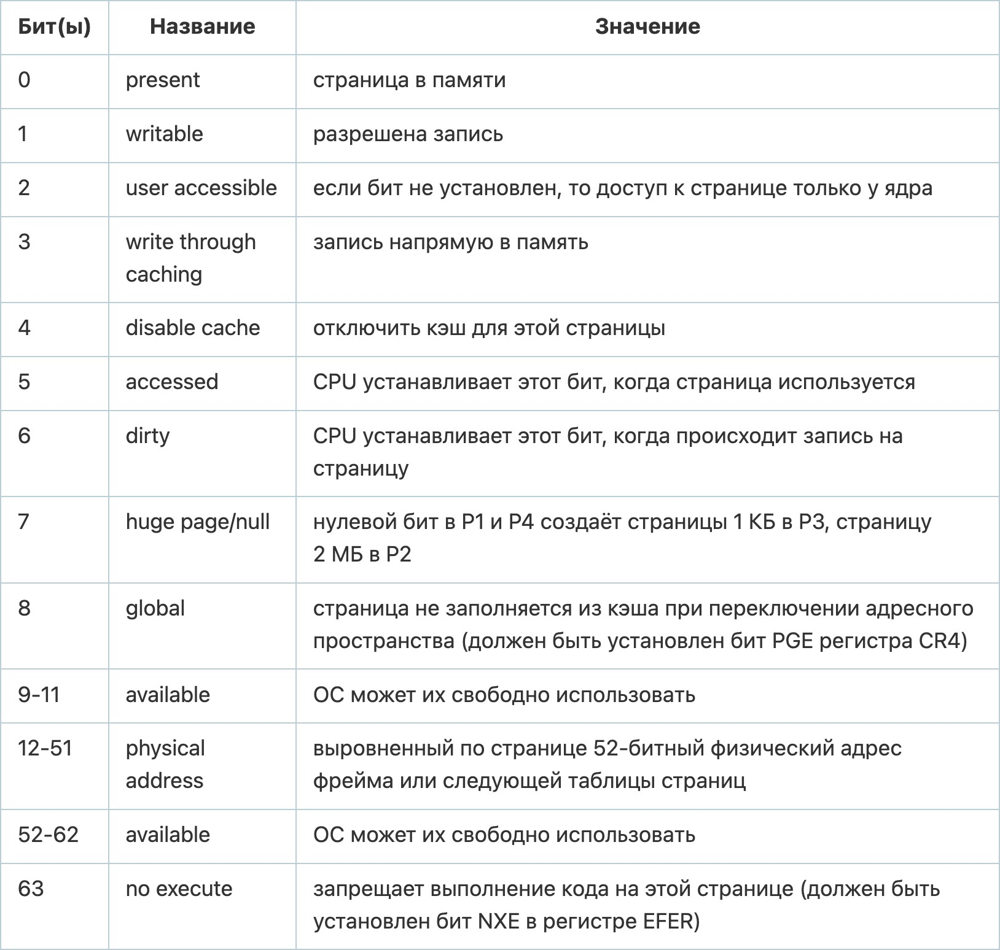 Бит(ы) Название Значение
0 present страница в памяти
1 writable разрешена запись
2 user accessible если бит не установлен, то доступ к странице только у ядра
3 write through запись напрямую в память
caching
4 disable cache отключить кэш для этой страницы
5 accessed CPU устанавливает этот бит, когда страница используется
6 dirty CPU устанавливает этот бит, когда происходит запись на
страницу
7 huge page/null нулевой бит в P1 и P4 создаёт страницы 1 КБ в P3, страницу
2 МБ в P2
8 global страница не заполняется из кэша при переключении адресного
пространства (должен быть установлен бит PGE регистра CR4)
9-11 available ОС может их свободно использовать
12-51 physical выровненный по странице 52-битный физический адрес
address фрейма или следующей таблицы страниц
52-62 available ОС может их свободно использовать
63 no execute запрещает выполнение кода на этой странице (должен быть
установлен бит NXE в регистре EFER)